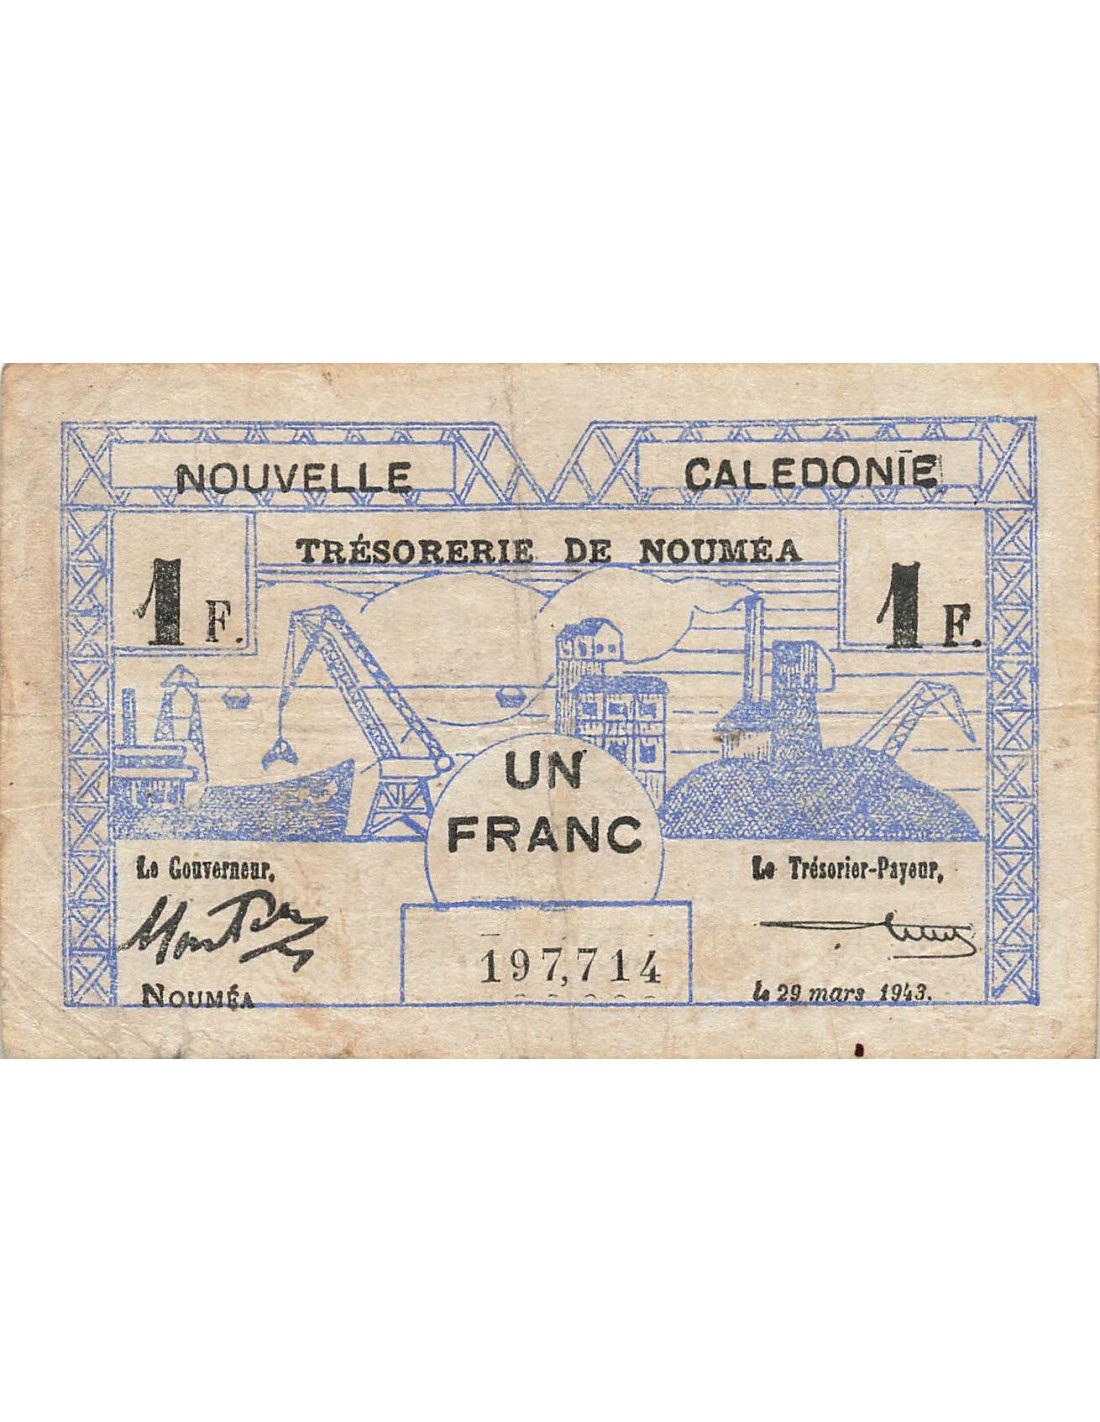 NOUVELLE CALEDONIE
TRÉSORERIE DE NOUMÉA
1 F. 1 F.
UN
FRANC
Le Gouverneur, Le Trésorier-Payeur,
197,714
NOUMÉA le 29 mars 1943.